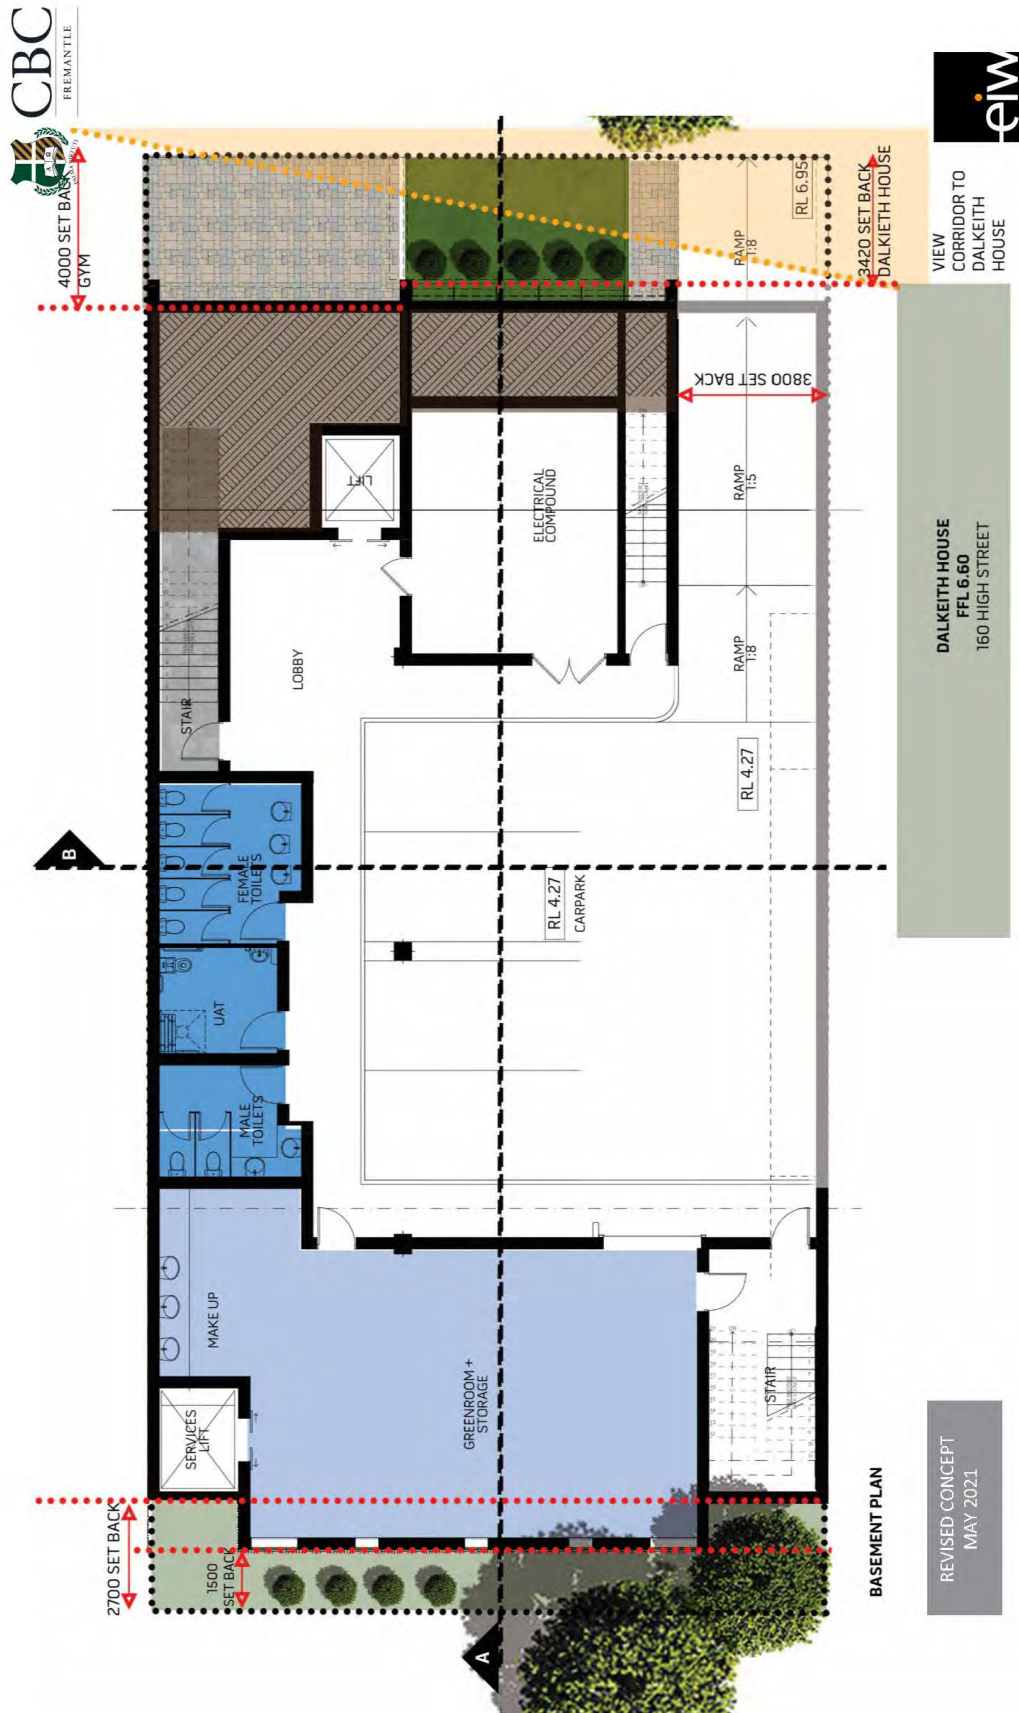 CBC
FREMANTLE
4000 SET BACK
GYM
RL 6.95
3420 SET BACK
DALKIETH HOUSE
VIEW
CORRIDOR TO
DALKEITH
HOUSE
eiw
RAMP
1:8
3800 SET BACK
RAMP
1:5
RAMP
1:8
LIFT
ELECTRICAL
COMPOUND
LOBBY
STAIR
DALKEITH HOUSE
FFL 6.60
160 HIGH STREET
RL 4.27
B
FEMALE
TOILETS
RL 4.27
CARPARK
UAT
MALE
TOILETS
MAKE UP
GREENROOM +
STORAGE
SERVICES
LIFT
STAIR
2700 SET BACK
1500
SET BACK
A
BASEMENT PLAN
REVISED CONCEPT
MAY 2021